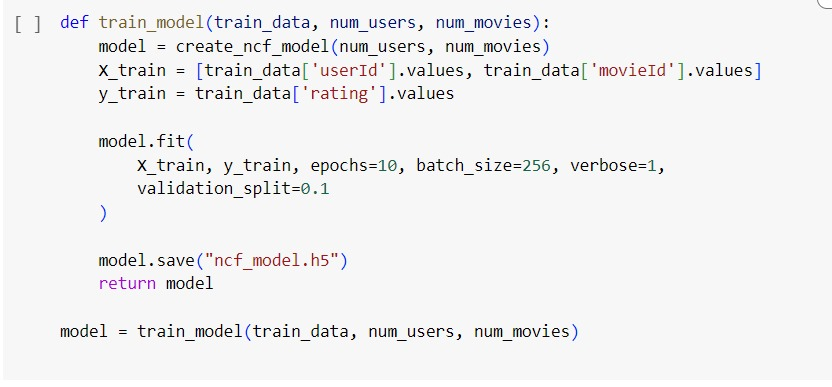 [ ] def train_model(train_data, num_users, num_movies):
    model = create_ncf_model(num_users, num_movies)
    X_train = [train_data['userId'].values, train_data['movieId'].values]
    y_train = train_data['rating'].values

    model.fit(
        X_train, y_train, epochs=10, batch_size=256, verbose=1,
        validation_split=0.1
    )

    model.save("ncf_model.h5")
    return model

model = train_model(train_data, num_users, num_movies)